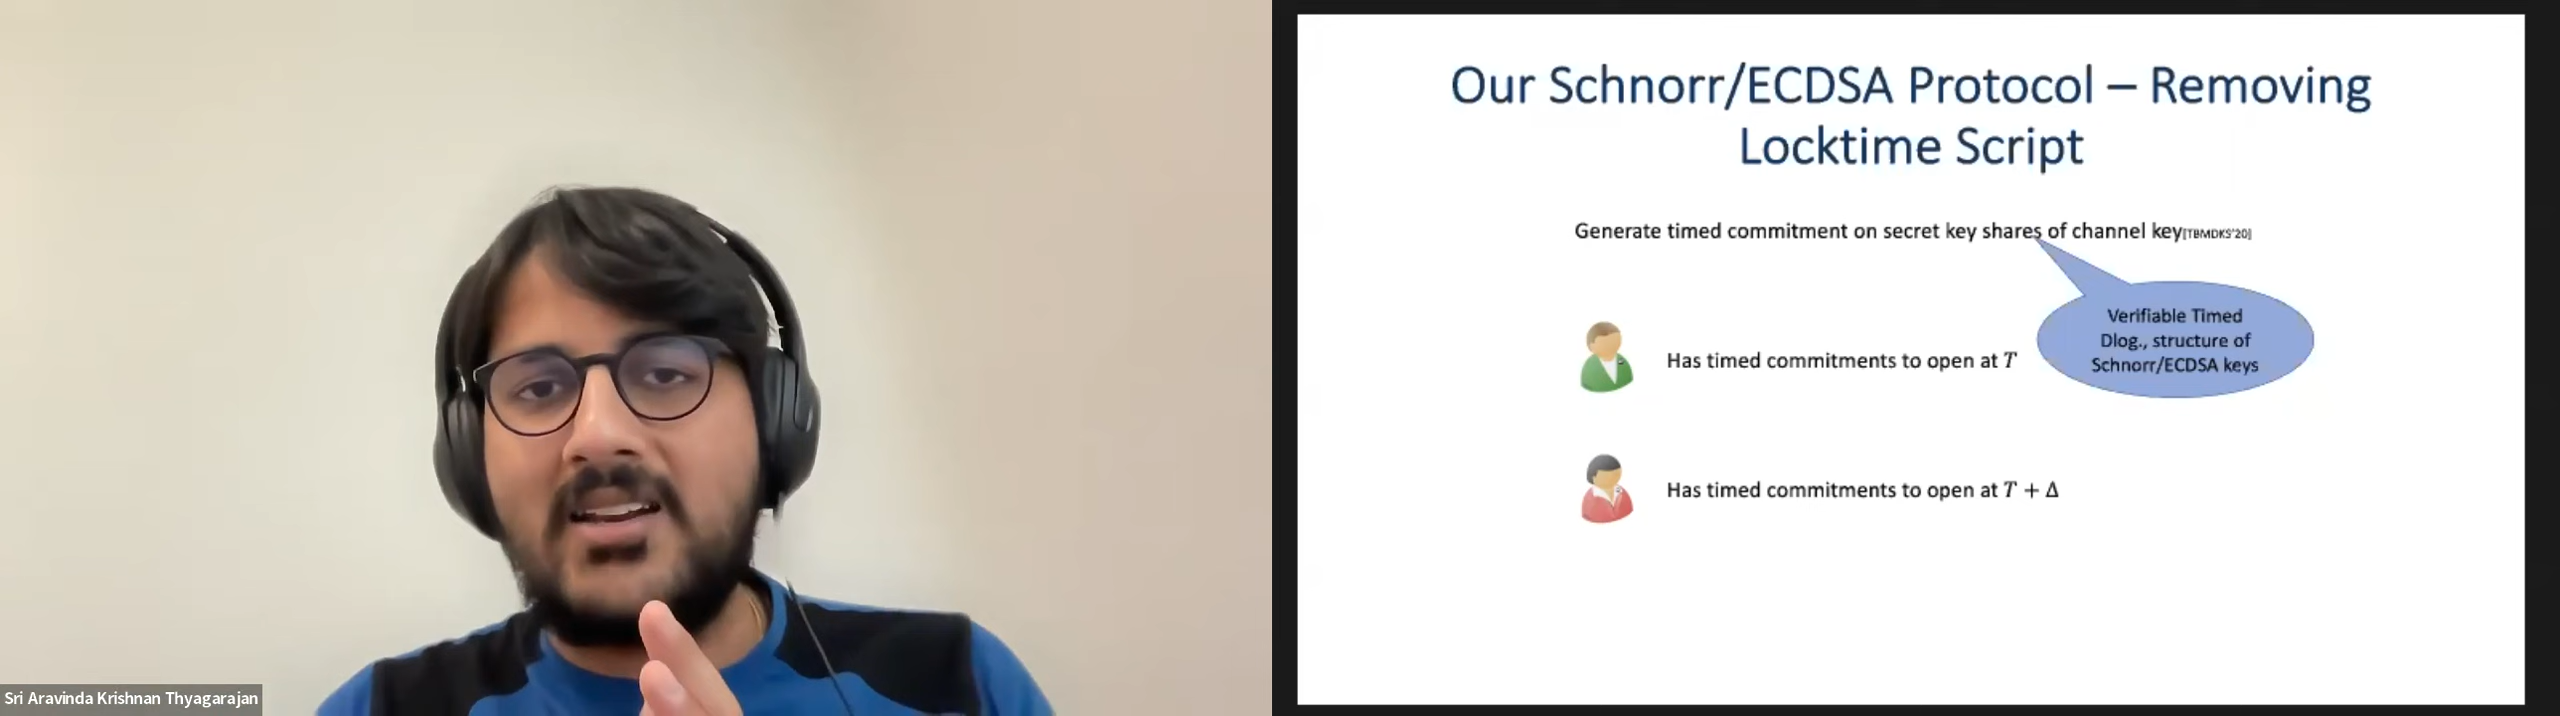 Sri Aravinda Krishnan Thyagarajan
Our Schnorr/ECDSA Protocol – Removing
Locktime Script
Generate timed commitment on secret key shares of channel key[TBMDKS'20]
Verifiable Timed
Dlog., structure of
Schnorr/ECDSA keys
Has timed commitments to open at T
Has timed commitments to open at T + Δ